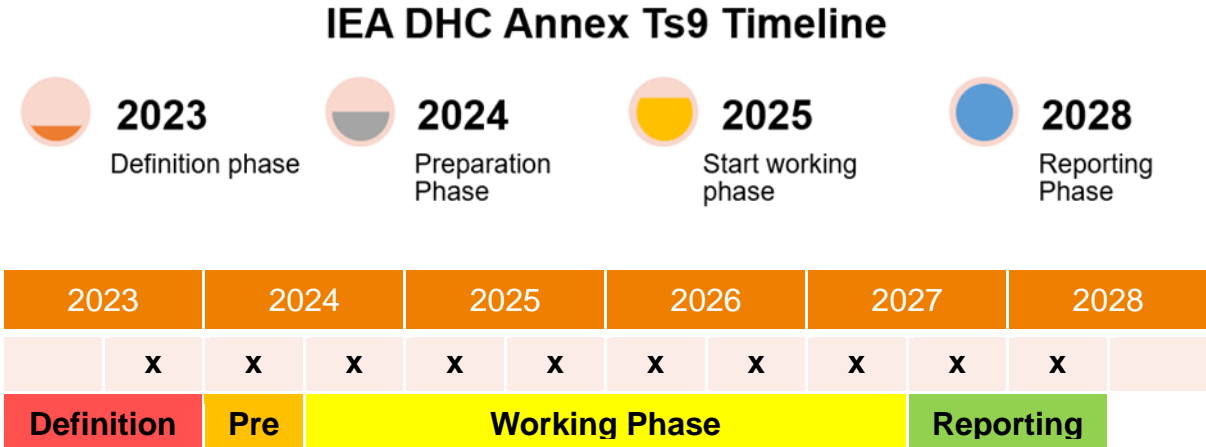 IEA DHC Annex Ts9 Timeline
2023
Definition phase
2024
Preparation
Phase
2025
Start working
phase
2028
Reporting
Phase
2023 2024 2025 2026 2027 2028
x x x x x x x x x x
Definition Pre Working Phase Reporting